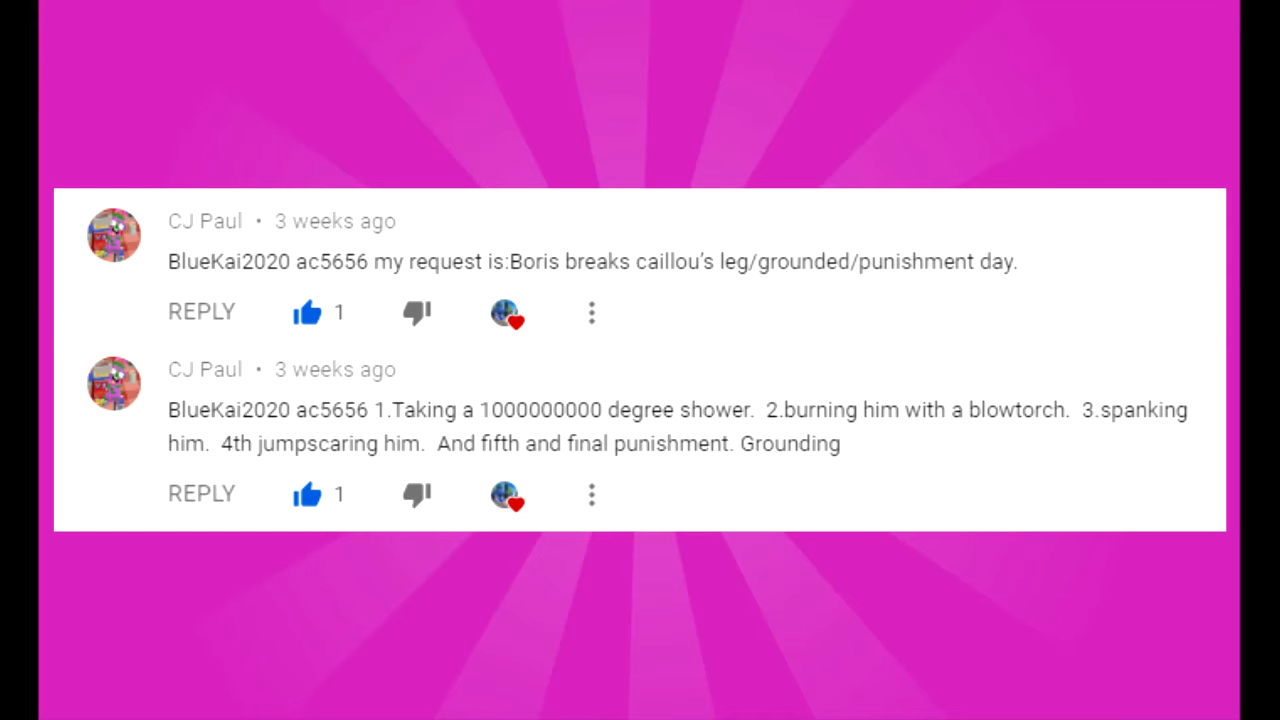 CJ Paul • 3 weeks ago
BlueKai2020 ac5656 my request is:Boris breaks caillou's leg/grounded/punishment day.
REPLY 1
CJ Paul • 3 weeks ago
BlueKai2020 ac5656 1.Taking a 1000000000 degree shower. 2.burning him with a blowtorch. 3.spanking
him. 4th jumpscaring him. And fifth and final punishment. Grounding
REPLY 1